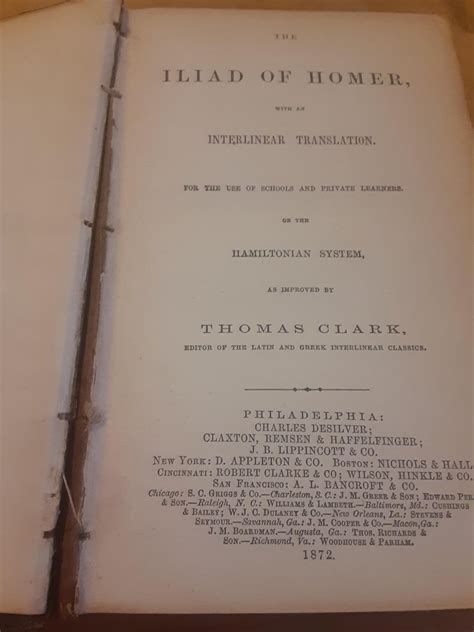 THE
ILIAD OF HOMER,
WITH AN
INTERLINEAR TRANSLATION.
FOR THE USE OF SCHOOLS AND PRIVATE LEARNERS.
ON THE
HAMILTONIAN SYSTEM,
AS IMPROVED BY
THOMAS CLARK,
EDITOR OF THE LATIN AND GREEK INTERLINEAR CLASSICS.
PHILADELPHIA:
CHARLES DESILVER;
CLAXTON, REMSEN & HAFFELFINGER;
J. B. LIPPINCOTT & CO.
NEW YORK: D. APPLETON & CO. BOSTON: NICHOLS & HALL
CINCINNATI: ROBERT CLARKE & CO; WILSON, HINKLE & CO.
SAN FRANCISCO: A. L. BANCROFT & CO.
Chicago: S. C. GRIGGS & CO.—Charleston, S. C.: J. M. GREER & SON; EDWARD PER
& SON.—Raleigh, N. C.: WILLIAMS & LAMBETH.—Baltimore, Md.: CUSHINGS
& BAILEY; W. J. C. DULANEY & CO.—New Orleans, La.: STEVENS &
SEYMOUR.—Savannah, Ga.: J. M. COOPER & CO.—Macon, Ga.:
J. M. BOARDMAN.—Augusta, Ga.: THOS. RICHARDS &
SON.—Richmond, Va.: WOODHOUSE & PARHAM.
1872.